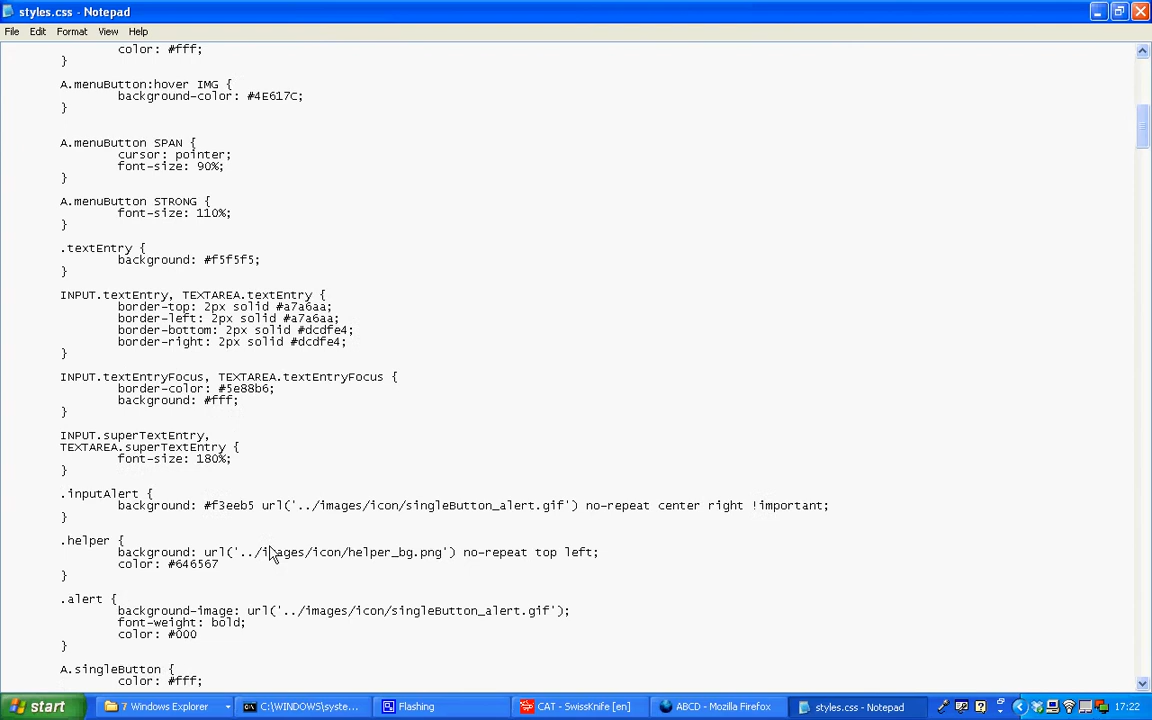 styles.css - Notepad
File Edit Format View Help
color: #fff;
}
A.menuButton:hover IMG {
background-color: #4E617C;
}
A.menuButton SPAN {
cursor: pointer;
font-size: 90%;
}
A.menuButton STRONG {
font-size: 110%;
}
.textEntry {
background: #f5f5f5;
}
INPUT.textEntry, TEXTAREA.textEntry {
border-top: 2px solid #a7a6aa;
border-left: 2px solid #a7a6aa;
border-bottom: 2px solid #dcdfe4;
border-right: 2px solid #dcdfe4;
}
INPUT.textEntryFocus, TEXTAREA.textEntryFocus {
border-color: #5e88b6;
background: #fff;
}
INPUT.superTextEntry,
TEXTAREA.superTextEntry {
font-size: 180%;
}
.inputAlert {
background: #f3eeb5 url('../images/icon/singleButton_alert.gif') no-repeat center right !important;
}
.helper {
background: url('../images/icon/helper_bg.png') no-repeat top left;
color: #646567
}
.alert {
background-image: url('../images/icon/singleButton_alert.gif');
font-weight: bold;
color: #000
}
A.singleButton {
color: #fff;
start 7 Windows Explorer C:\WINDOWS\syste... Flashing CAT - SwissKnife [en] ABCD - Mozilla Firefox styles.css - Notepad 17:22